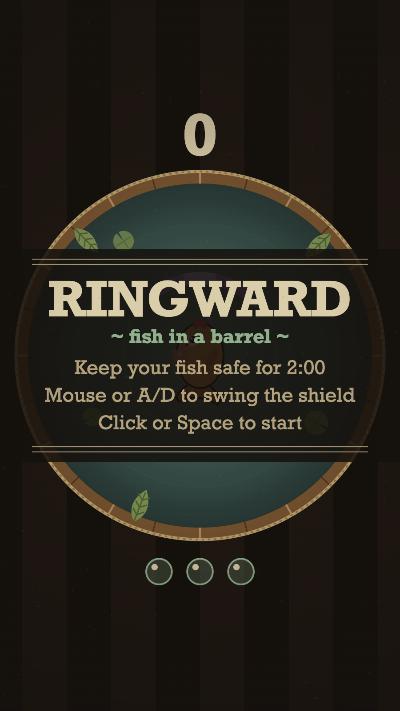 0
RINGWARD
~ fish in a barrel ~
Keep your fish safe for 2:00
Mouse or A/D to swing the shield
Click or Space to start